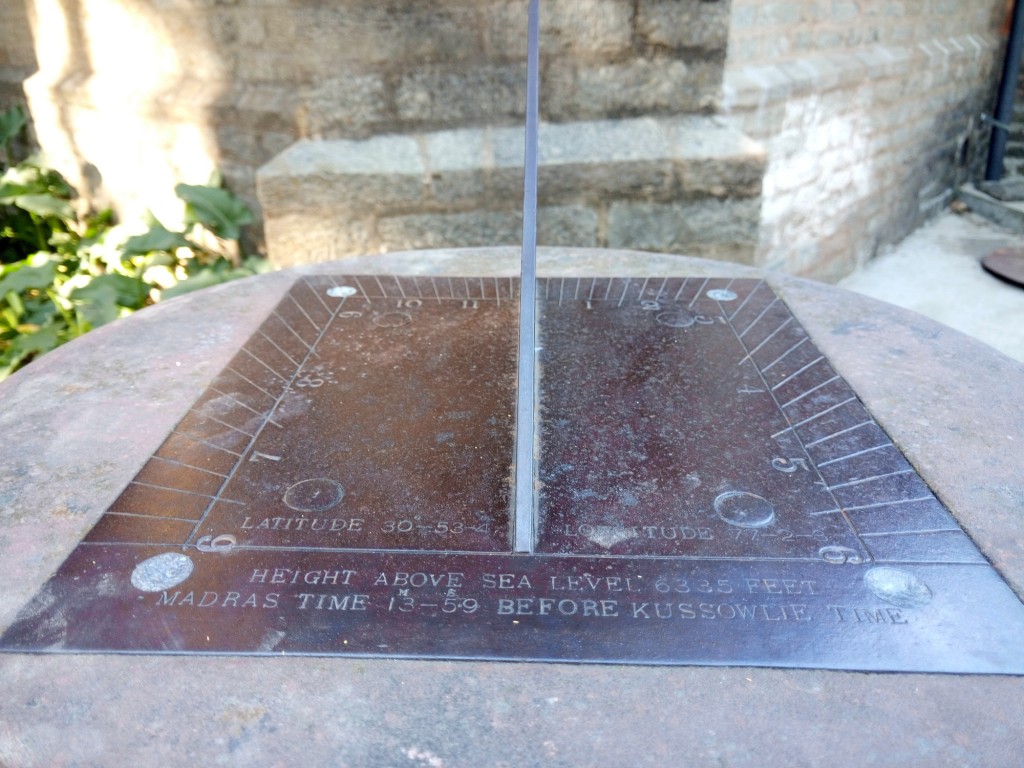 10 11 1 2
9 3
8 4
7 5
LATITUDE 30-53- LONGITUDE 77-2-
6 6
HEIGHT ABOVE SEA LEVEL 6335 FEET
M S
MADRAS TIME 13-59 BEFORE KUSSOWLIE TIME